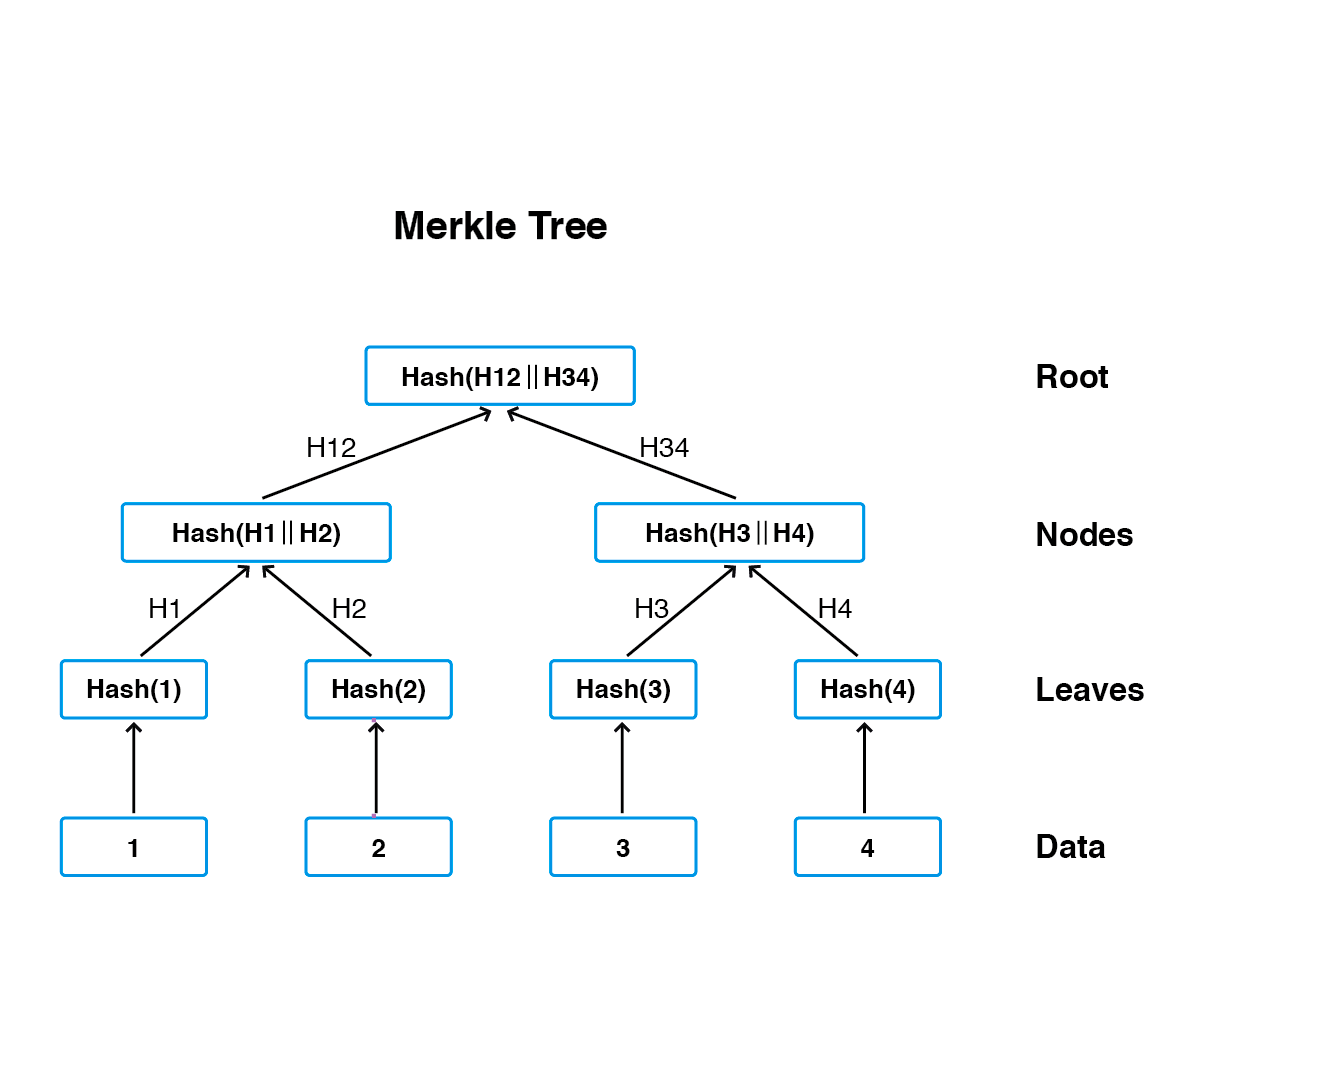 Merkle Tree
Hash(H12||H34)
Root
H12
H34
Hash(H1||H2)
Hash(H3||H4)
Nodes
H1
H2
H3
H4
Hash(1)
Hash(2)
Hash(3)
Hash(4)
Leaves
1
2
3
4
Data